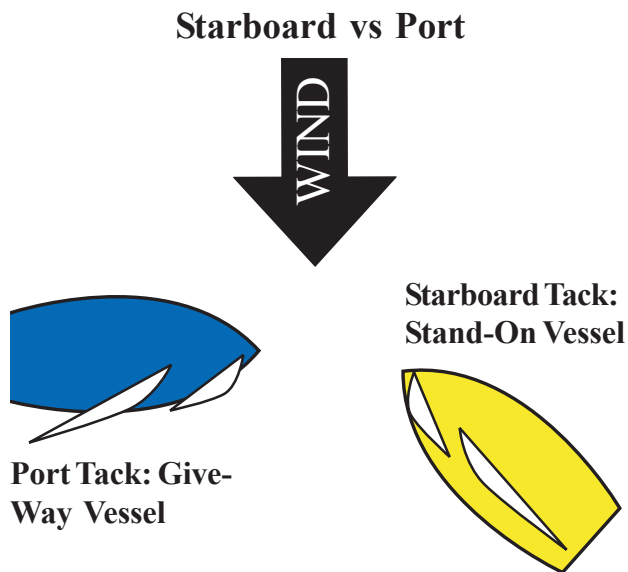 Starboard vs Port
WIND
Starboard Tack:
Stand-On Vessel
Port Tack: Give-
Way Vessel